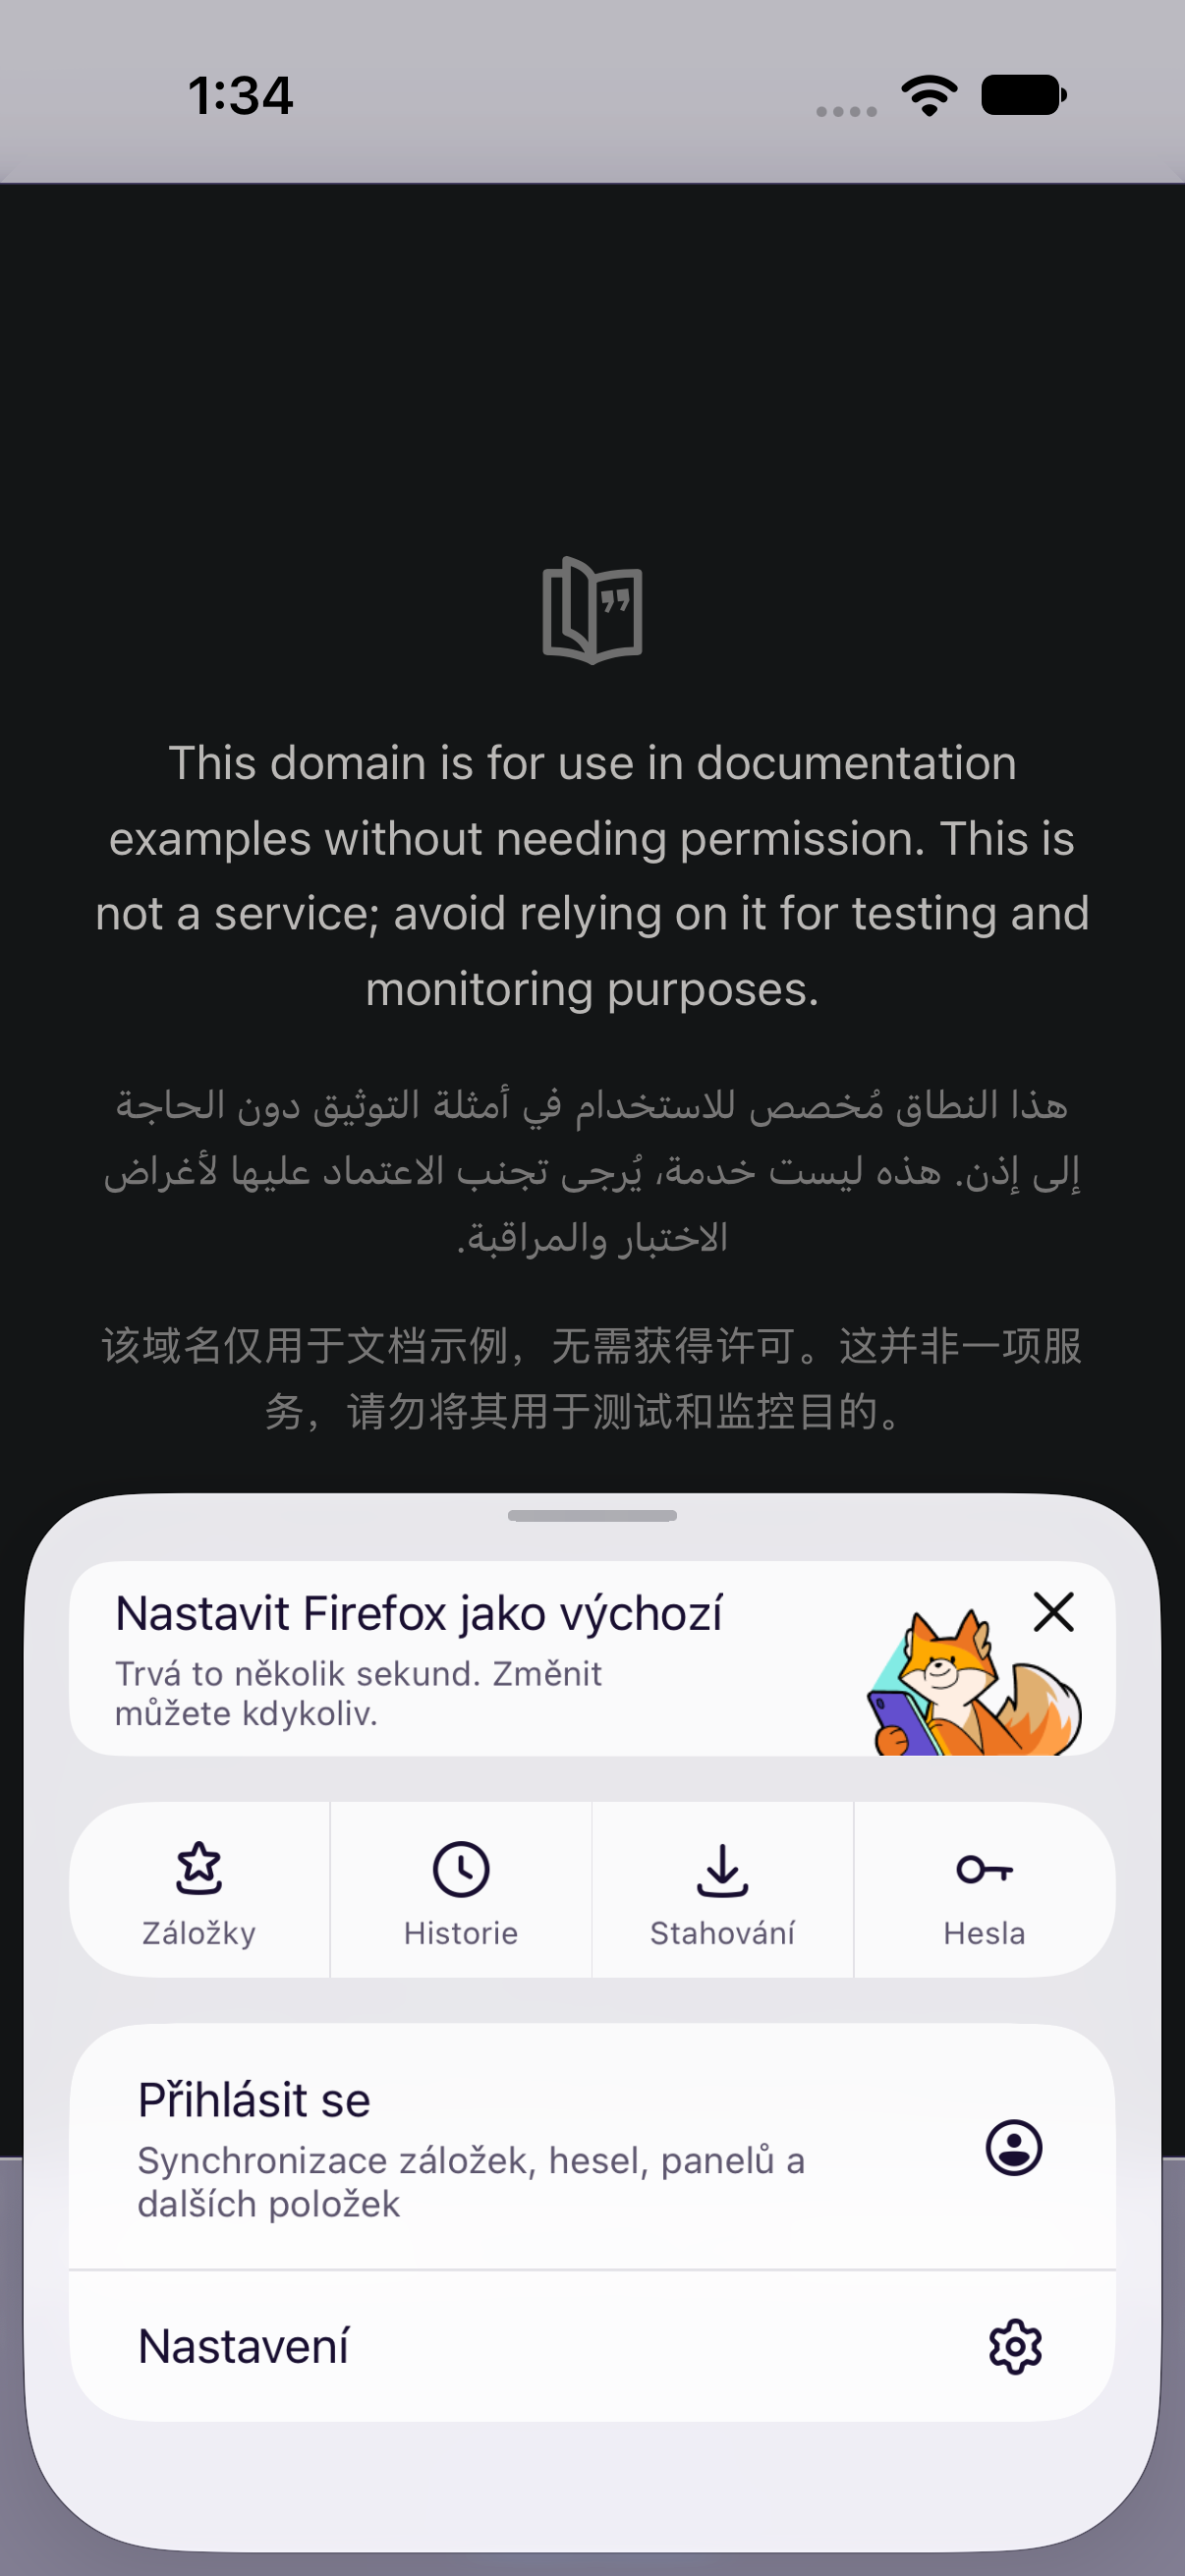 1:34
This domain is for use in documentation
examples without needing permission. This is
not a service; avoid relying on it for testing and
monitoring purposes.
هذا النطاق مُخصص للاستخدام في أمثلة التوثيق دون الحاجة
إلى إذن. هذه ليست خدمة، يُرجى تجنب الاعتماد عليها لأغراض
الاختبار والمراقبة.
该域名仅用于文档示例，无需获得许可。这并非一项服
务，请勿将其用于测试和监控目的。
Nastavit Firefox jako výchozí
Trvá to několik sekund. Změnit
můžete kdykoliv.
Záložky
Historie
Stahování
Hesla
Přihlásit se
Synchronizace záložek, hesel, panelů a
dalších položek
Nastavení